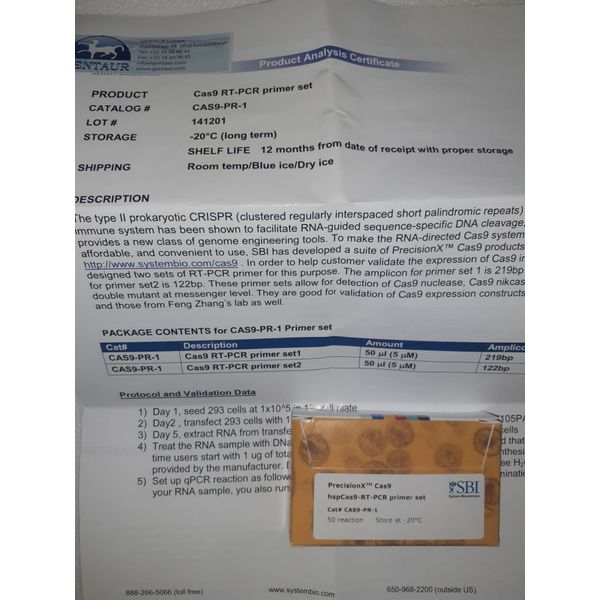 GENTAUR Europe
GENTAUR
info@gentaur.com
www.gentaur.com
Product Analysis Certificate
PRODUCT Cas9 RT-PCR primer set
CATALOG # CAS9-PR-1
LOT # 141201
STORAGE -20°C (long term)
SHELF LIFE 12 months from date of receipt with proper storage
SHIPPING Room temp/Blue ice/Dry ice
DESCRIPTION
The type II prokaryotic CRISPR (clustered regularly interspaced short palindromic repeats)
immune system has been shown to facilitate RNA-guided sequence-specific DNA cleavage,
provides a new class of genome engineering tools. To make the RNA-directed Cas9 system
affordable, and convenient to use, SBI has developed a suite of PrecisionX™ Cas9 products
http://www.systembio.com/cas9 . In order to help customer validate the expression of Cas9 in
designed two sets of RT-PCR primer for this purpose. The amplicon for primer set 1 is 219bp
for primer set2 is 122bp. These primer sets allow for detection of Cas9 nuclease, Cas9 nikcas
double mutant at messenger level. They are good for validation of Cas9 expression constructs
and those from Feng Zhang's lab as well.
PACKAGE CONTENTS for CAS9-PR-1 Primer set
Cat# Description Amount Amplico
CAS9-PR-1 Cas9 RT-PCR primer set1 50 µl (5 µM) 219bp
CAS9-PR-1 Cas9 RT-PCR primer set2 50 µl (5 µM) 122bp
Protocol and Validation Data
1) Day 1, seed 293 cells at 1x10^5 in
2) Day2 , transfect 293 cells with
3) Day 5, extract RNA from transfe
4) Treat the RNA sample with DNa
time users start with 1 ug of tota
provided by the manufacturer.
5) Set up qPCR reaction as follow
your RNA sample, you also run
PrecisionX™ Cas9
hspCas9-RT-PCR primer set
Cat# CAS9-PR-1
50 reaction Store at -20°C
SBI
System Biosciences
888-266-5066 (toll free) www.systembio.com 650-968-2200 (outside US)